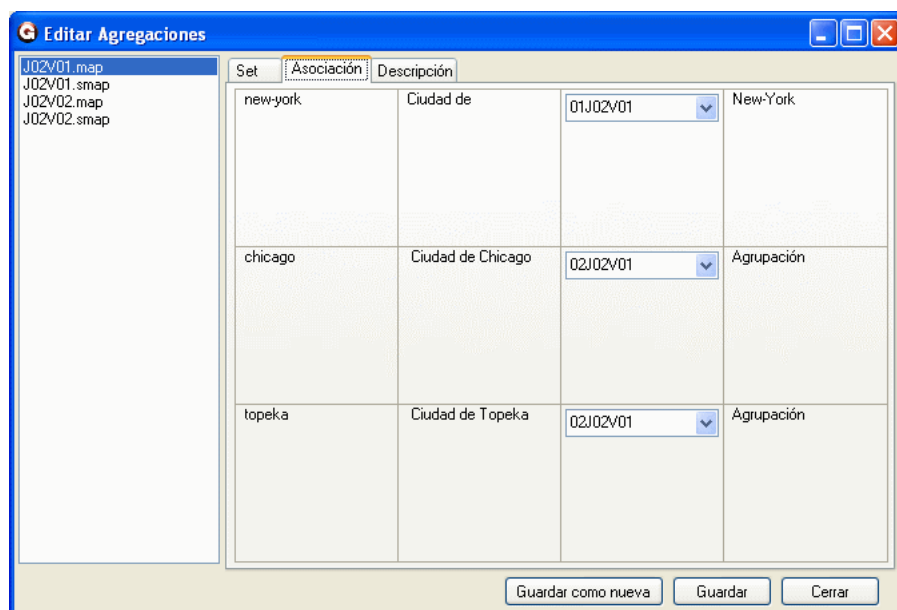 Editar Agregaciones
J02V01.map
J02V01.smap
J02V02.map
J02V02.smap
Set Asociación Descripción
new-york Ciudad de 01J02V01 New-York
chicago Ciudad de Chicago 02J02V01 Agrupación
topeka Ciudad de Topeka 02J02V01 Agrupación
Guardar como nueva Guardar Cerrar